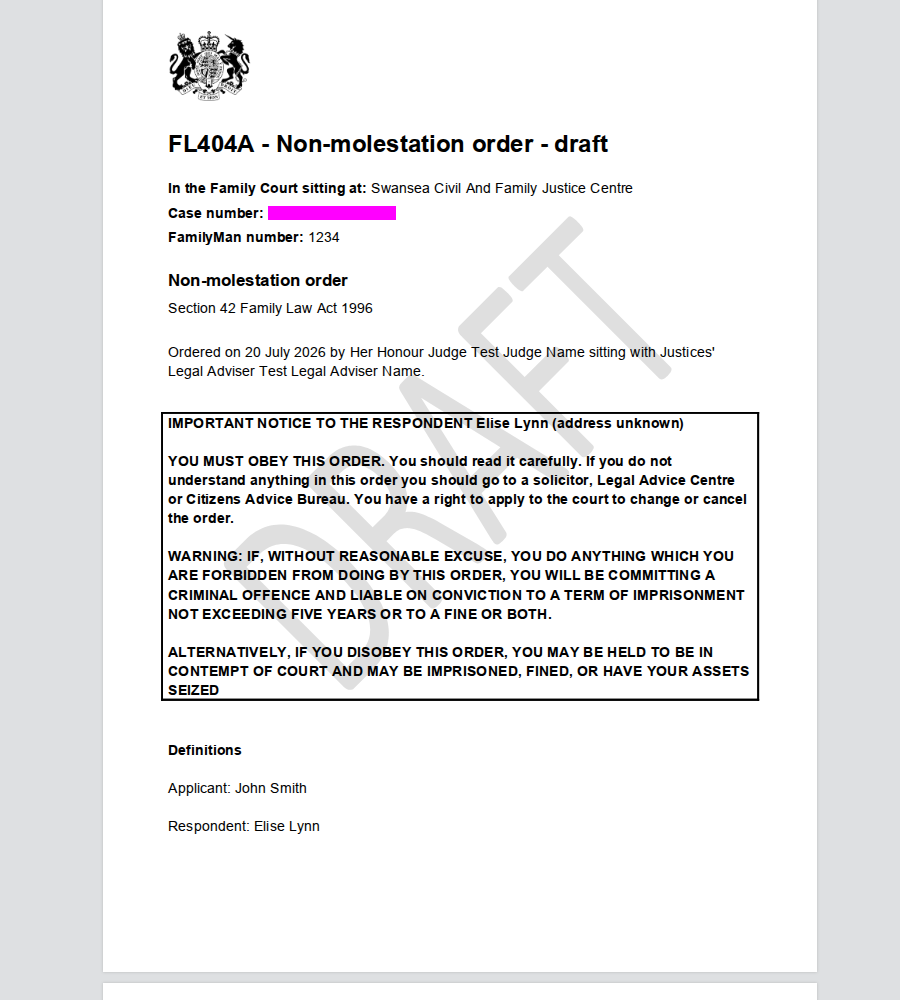 FL404A - Non-molestation order - draft
In the Family Court sitting at: Swansea Civil And Family Justice Centre
Case number:
FamilyMan number: 1234
Non-molestation order
Section 42 Family Law Act 1996
Ordered on 20 July 2026 by Her Honour Judge Test Judge Name sitting with Justices'
Legal Adviser Test Legal Adviser Name.
DRAFT
IMPORTANT NOTICE TO THE RESPONDENT Elise Lynn (address unknown)
YOU MUST OBEY THIS ORDER. You should read it carefully. If you do not
understand anything in this order you should go to a solicitor, Legal Advice Centre
or Citizens Advice Bureau. You have a right to apply to the court to change or cancel
the order.
WARNING: IF, WITHOUT REASONABLE EXCUSE, YOU DO ANYTHING WHICH YOU
ARE FORBIDDEN FROM DOING BY THIS ORDER, YOU WILL BE COMMITTING A
CRIMINAL OFFENCE AND LIABLE ON CONVICTION TO A TERM OF IMPRISONMENT
NOT EXCEEDING FIVE YEARS OR TO A FINE OR BOTH.
ALTERNATIVELY, IF YOU DISOBEY THIS ORDER, YOU MAY BE HELD TO BE IN
CONTEMPT OF COURT AND MAY BE IMPRISONED, FINED, OR HAVE YOUR ASSETS
SEIZED
Definitions
Applicant: John Smith
Respondent: Elise Lynn